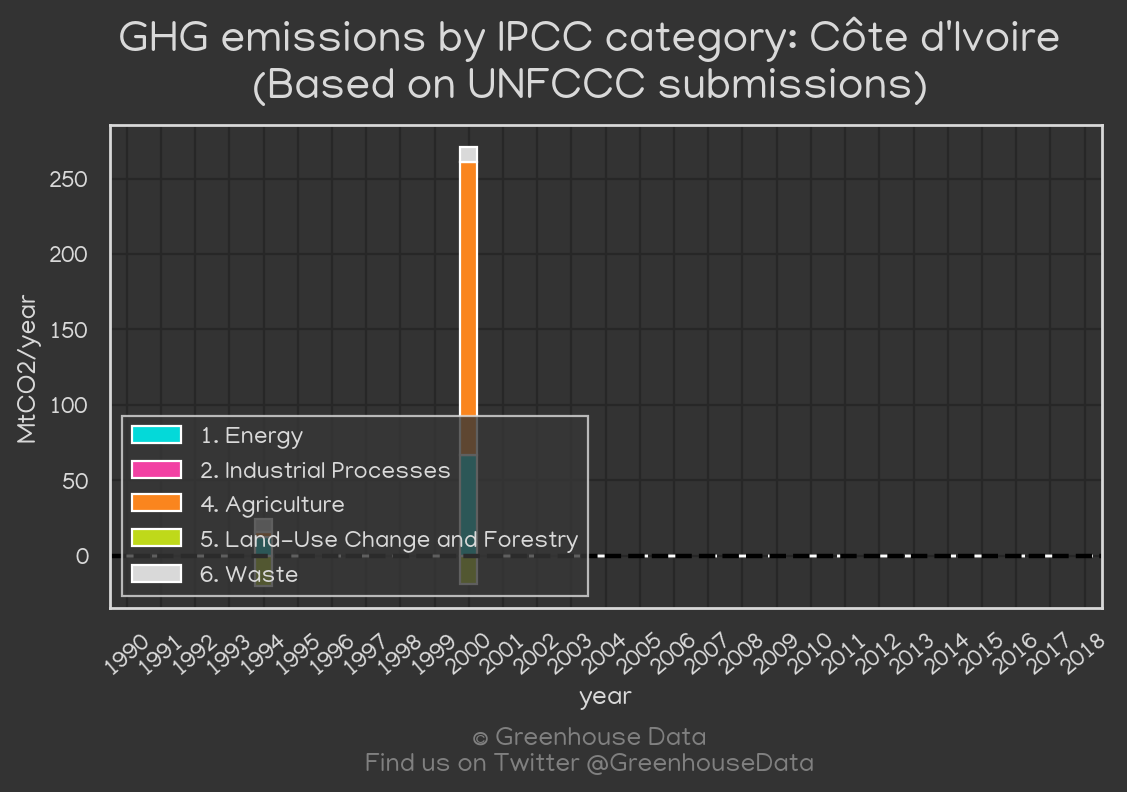 GHG emissions by IPCC category: Côte d'Ivoire
(Based on UNFCCC submissions)
MtCO2/year
250
200
150
100
50
0
1. Energy
2. Industrial Processes
4. Agriculture
5. Land-Use Change and Forestry
6. Waste
1990 1991 1992 1993 1994 1995 1996 1997 1998 1999 2000 2001 2002 2003 2004 2005 2006 2007 2008 2009 2010 2011 2012 2013 2014 2015 2016 2017 2018
year
© Greenhouse Data
Find us on Twitter @GreenhouseData